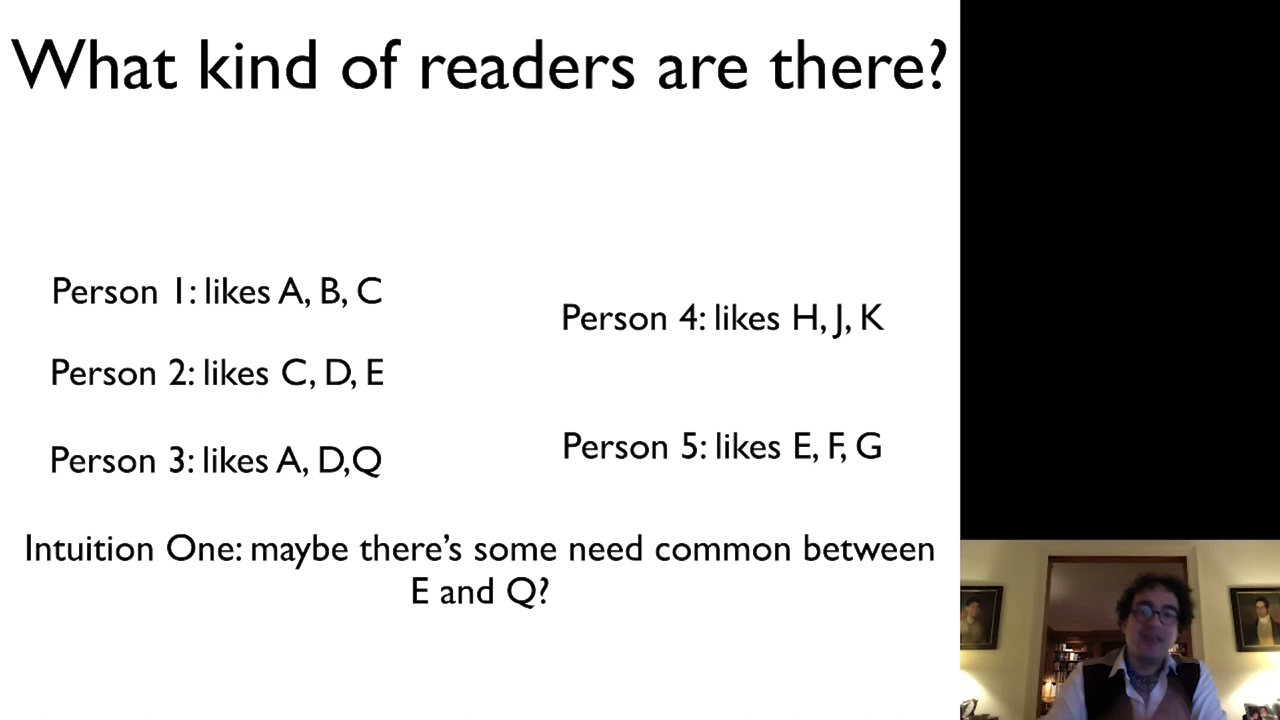 What kind of readers are there?
Person 1: likes A, B, C
Person 2: likes C, D, E
Person 3: likes A, D,Q
Person 4: likes H, J, K
Person 5: likes E, F, G
Intuition One: maybe there's some need common between
E and Q?